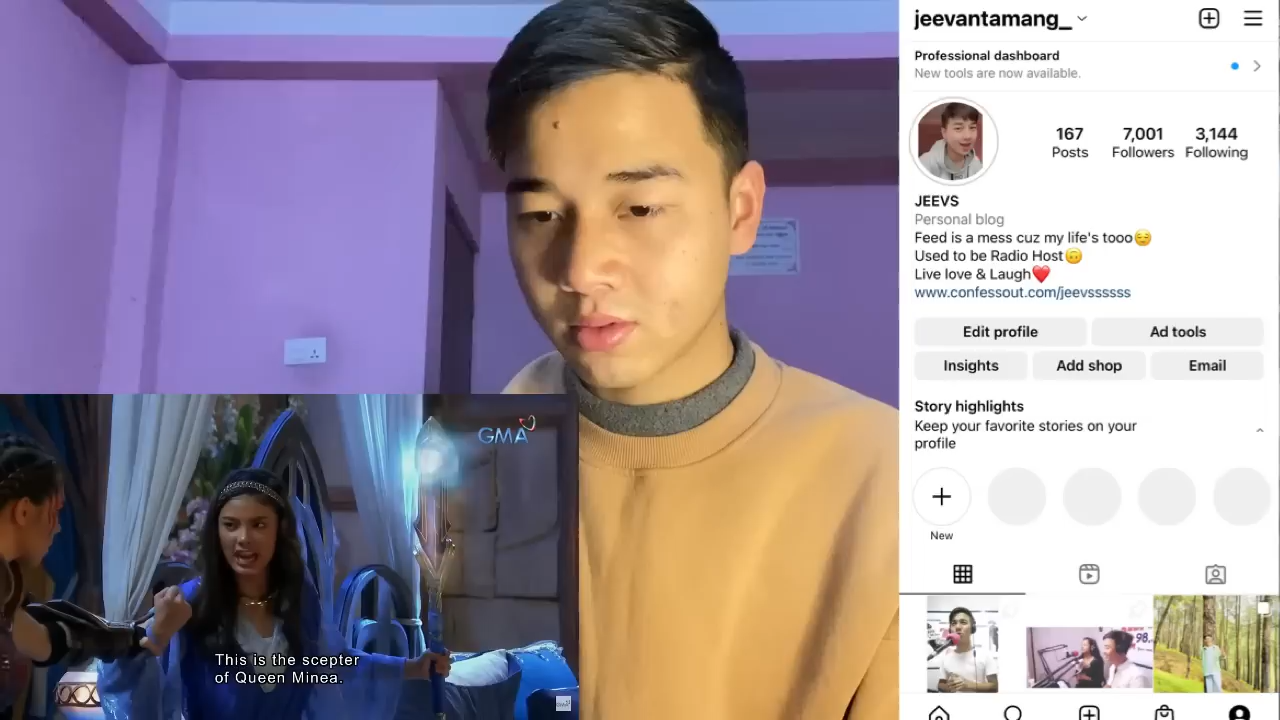 GMA
This is the scepter
of Queen Minea.
jeevantamang_
Professional dashboard
New tools are now available.
167
Posts
7,001
Followers
3,144
Following
JEEVS
Personal blog
Feed is a mess cuz my life's tooo😔
Used to be Radio Host🙃
Live love & Laugh❤️
www.confessout.com/jeevssssss
Edit profile
Ad tools
Insights
Add shop
Email
Story highlights
Keep your favorite stories on your
profile
New
98.